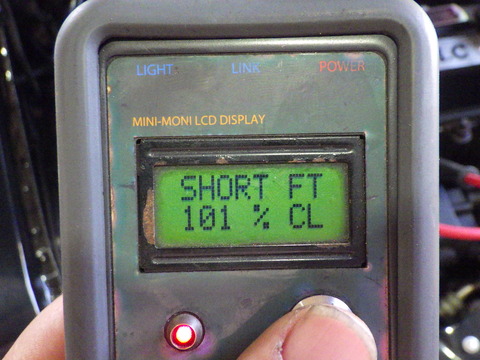 LIGHT LINK POWER
MINI-MONI LCD DISPLAY
SHORT FT
101 % CL